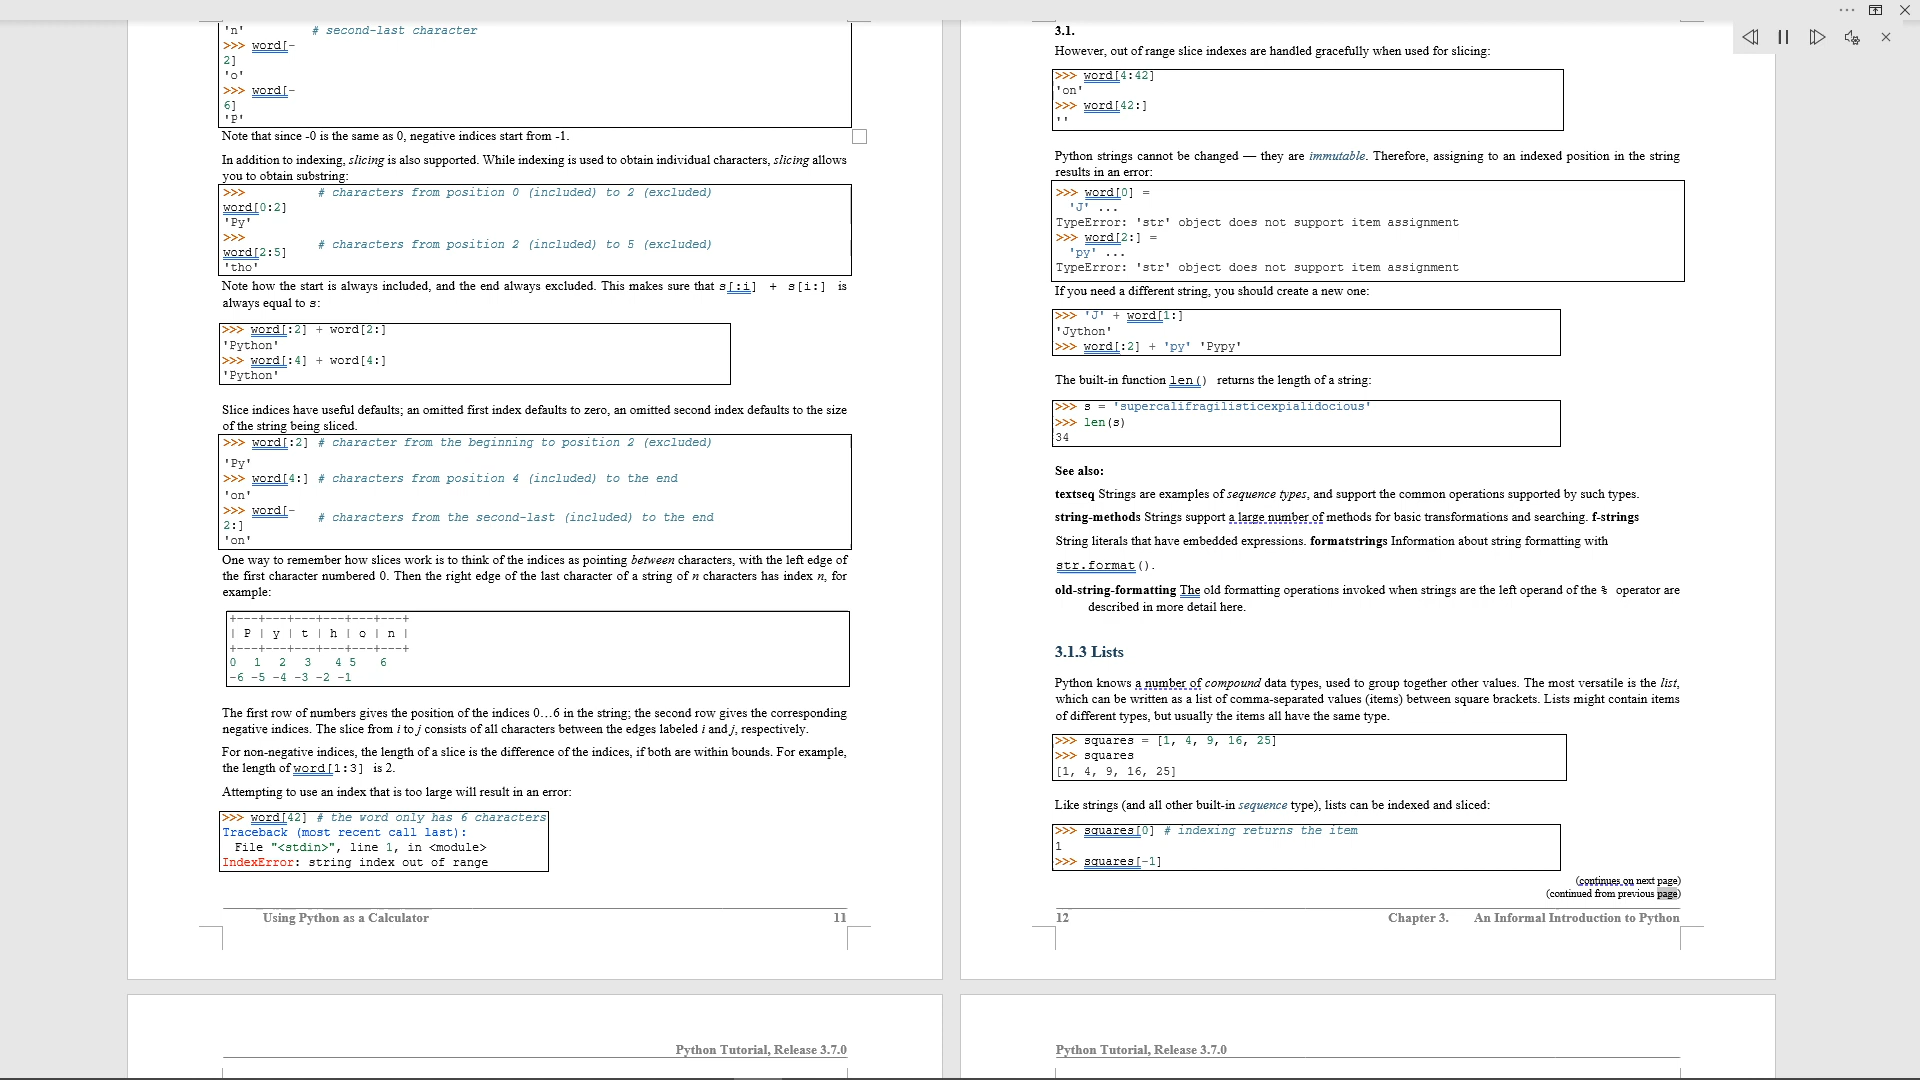 'n' # second-last character
>>> word[-
2]
'o'
>>> word[-
6]
'P'
Note that since -0 is the same as 0, negative indices start from -1.
In addition to indexing, slicing is also supported. While indexing is used to obtain individual characters, slicing allows
you to obtain substring:
>>> # characters from position 0 (included) to 2 (excluded)
word[0:2]
'Py'
>>>
# characters from position 2 (included) to 5 (excluded)
word[2:5]
'tho'
Note how the start is always included, and the end always excluded. This makes sure that s[:i] + s[i:] is
always equal to s:
>>> word[:2] + word[2:]
'Python'
>>> word[:4] + word[4:]
'Python'
Slice indices have useful defaults; an omitted first index defaults to zero, an omitted second index defaults to the size
of the string being sliced.
>>> word[:2] # character from the beginning to position 2 (excluded)
'Py'
>>> word[4:] # characters from position 4 (included) to the end
'on'
>>> word[-
# characters from the second-last (included) to the end
2:]
'on'
One way to remember how slices work is to think of the indices as pointing between characters, with the left edge of
the first character numbered 0. Then the right edge of the last character of a string of n characters has index n, for
example:
+---+---+---+---+---+---+
| P | y | t | h | o | n |
+---+---+---+---+---+---+
0 1 2 3 4 5 6
-6 -5 -4 -3 -2 -1
The first row of numbers gives the position of the indices 0…6 in the string; the second row gives the corresponding
negative indices. The slice from i to j consists of all characters between the edges labeled i and j, respectively.
For non-negative indices, the length of a slice is the difference of the indices, if both are within bounds. For example,
the length of word[1:3] is 2.
Attempting to use an index that is too large will result in an error:
>>> word[42] # the word only has 6 characters
Traceback (most recent call last):
File "<stdin>", line 1, in <module>
IndexError: string index out of range
Using Python as a Calculator 11
3.1.
However, out of range slice indexes are handled gracefully when used for slicing:
>>> word[4:42]
'on'
>>> word[42:]
''
Python strings cannot be changed — they are immutable. Therefore, assigning to an indexed position in the string
results in an error:
>>> word[0] =
'J' ...
TypeError: 'str' object does not support item assignment
>>> word[2:] =
'py' ...
TypeError: 'str' object does not support item assignment
If you need a different string, you should create a new one:
>>> 'J' + word[1:]
'Jython'
>>> word[:2] + 'py' 'Pypy'
The built-in function len() returns the length of a string:
>>> s = 'supercalifragilisticexpialidocious'
>>> len(s)
34
See also:
textseq Strings are examples of sequence types, and support the common operations supported by such types.
string-methods Strings support a large number of methods for basic transformations and searching. f-strings
String literals that have embedded expressions. formatstrings Information about string formatting with
str.format().
old-string-formatting The old formatting operations invoked when strings are the left operand of the % operator are
described in more detail here.
3.1.3 Lists
Python knows a number of compound data types, used to group together other values. The most versatile is the list,
which can be written as a list of comma-separated values (items) between square brackets. Lists might contain items
of different types, but usually the items all have the same type.
>>> squares = [1, 4, 9, 16, 25]
>>> squares
[1, 4, 9, 16, 25]
Like strings (and all other built-in sequence type), lists can be indexed and sliced:
>>> squares[0] # indexing returns the item
1
>>> squares[-1]
(continues on next page)
(continued from previous page)
12 Chapter 3. An Informal Introduction to Python
Python Tutorial, Release 3.7.0
Python Tutorial, Release 3.7.0